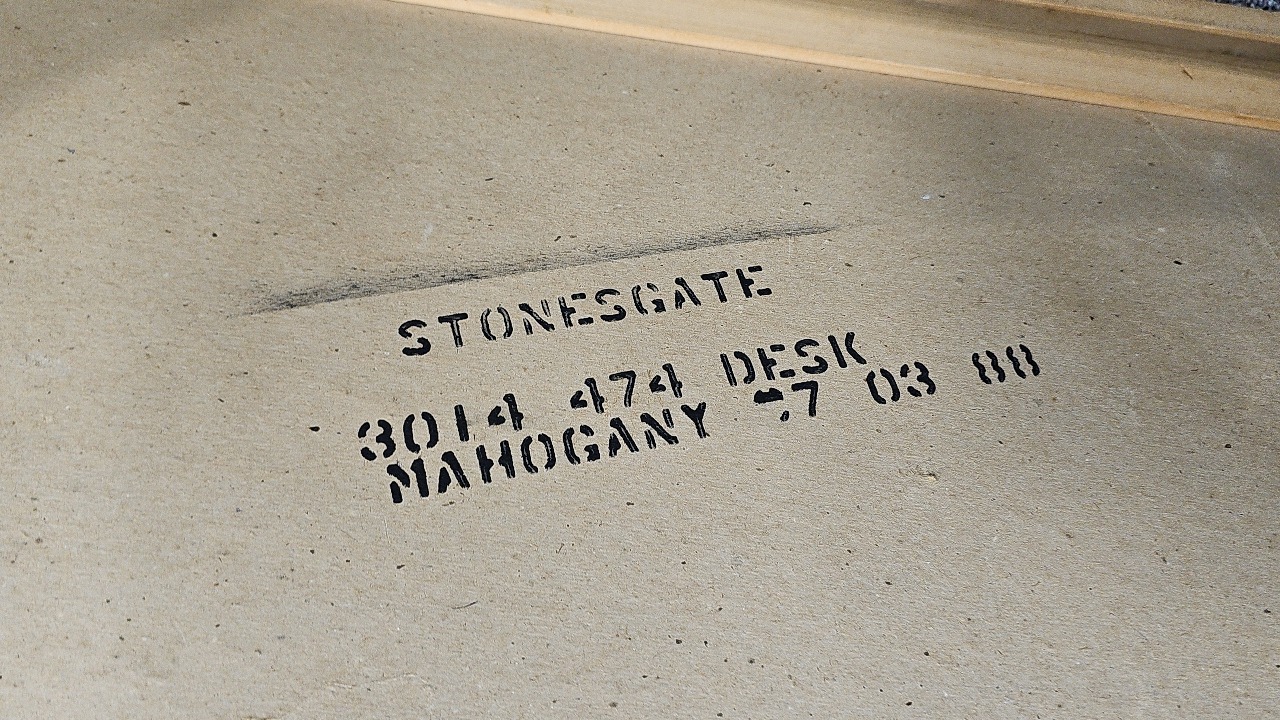 STONESGATE
3014 474 DESK
MAHOGANY 03 88